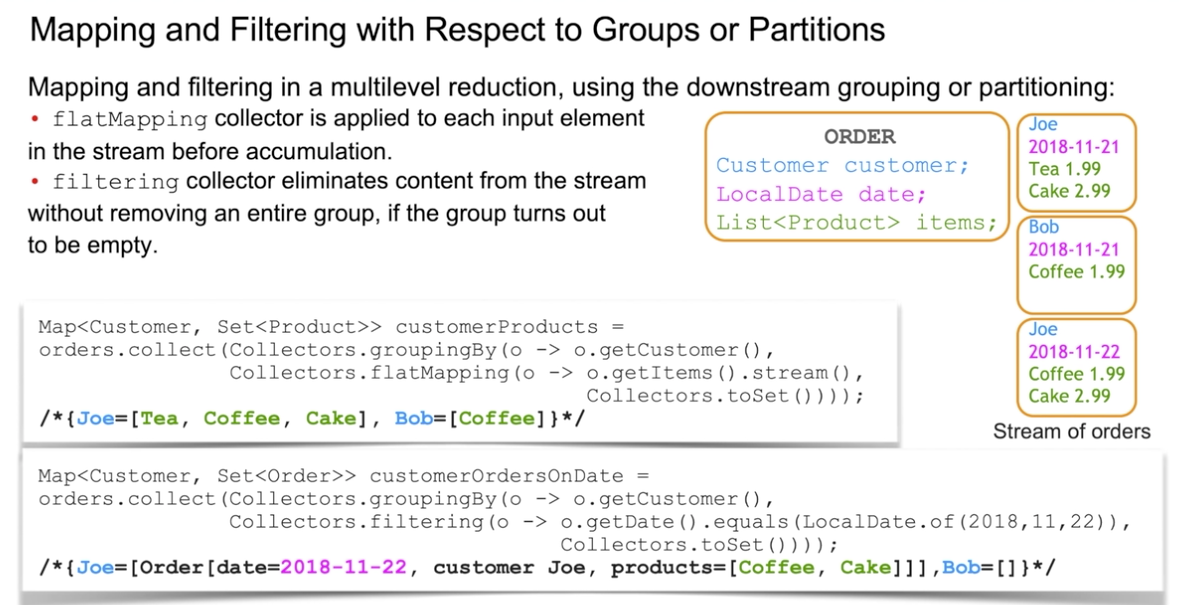 Mapping and Filtering with Respect to Groups or Partitions
Mapping and filtering in a multilevel reduction, using the downstream grouping or partitioning:
• flatMapping collector is applied to each input element
in the stream before accumulation.
• filtering collector eliminates content from the stream
without removing an entire group, if the group turns out
to be empty.
ORDER
Customer customer;
LocalDate date;
List<Product> items;
Joe
2018-11-21
Tea 1.99
Cake 2.99
Bob
2018-11-21
Coffee 1.99
Joe
2018-11-22
Coffee 1.99
Cake 2.99
Stream of orders
Map<Customer, Set<Product>> customerProducts =
orders.collect(Collectors.groupingBy(o -> o.getCustomer(),
Collectors.flatMapping(o -> o.getItems().stream(),
Collectors.toSet())));
/*{Joe=[Tea, Coffee, Cake], Bob=[Coffee]}*/
Map<Customer, Set<Order>> customerOrdersOnDate =
orders.collect(Collectors.groupingBy(o -> o.getCustomer(),
Collectors.filtering(o -> o.getDate().equals(LocalDate.of(2018,11,22)),
Collectors.toSet())));
/*{Joe=[Order[date=2018-11-22, customer Joe, products=[Coffee, Cake]]],Bob=[]}*/